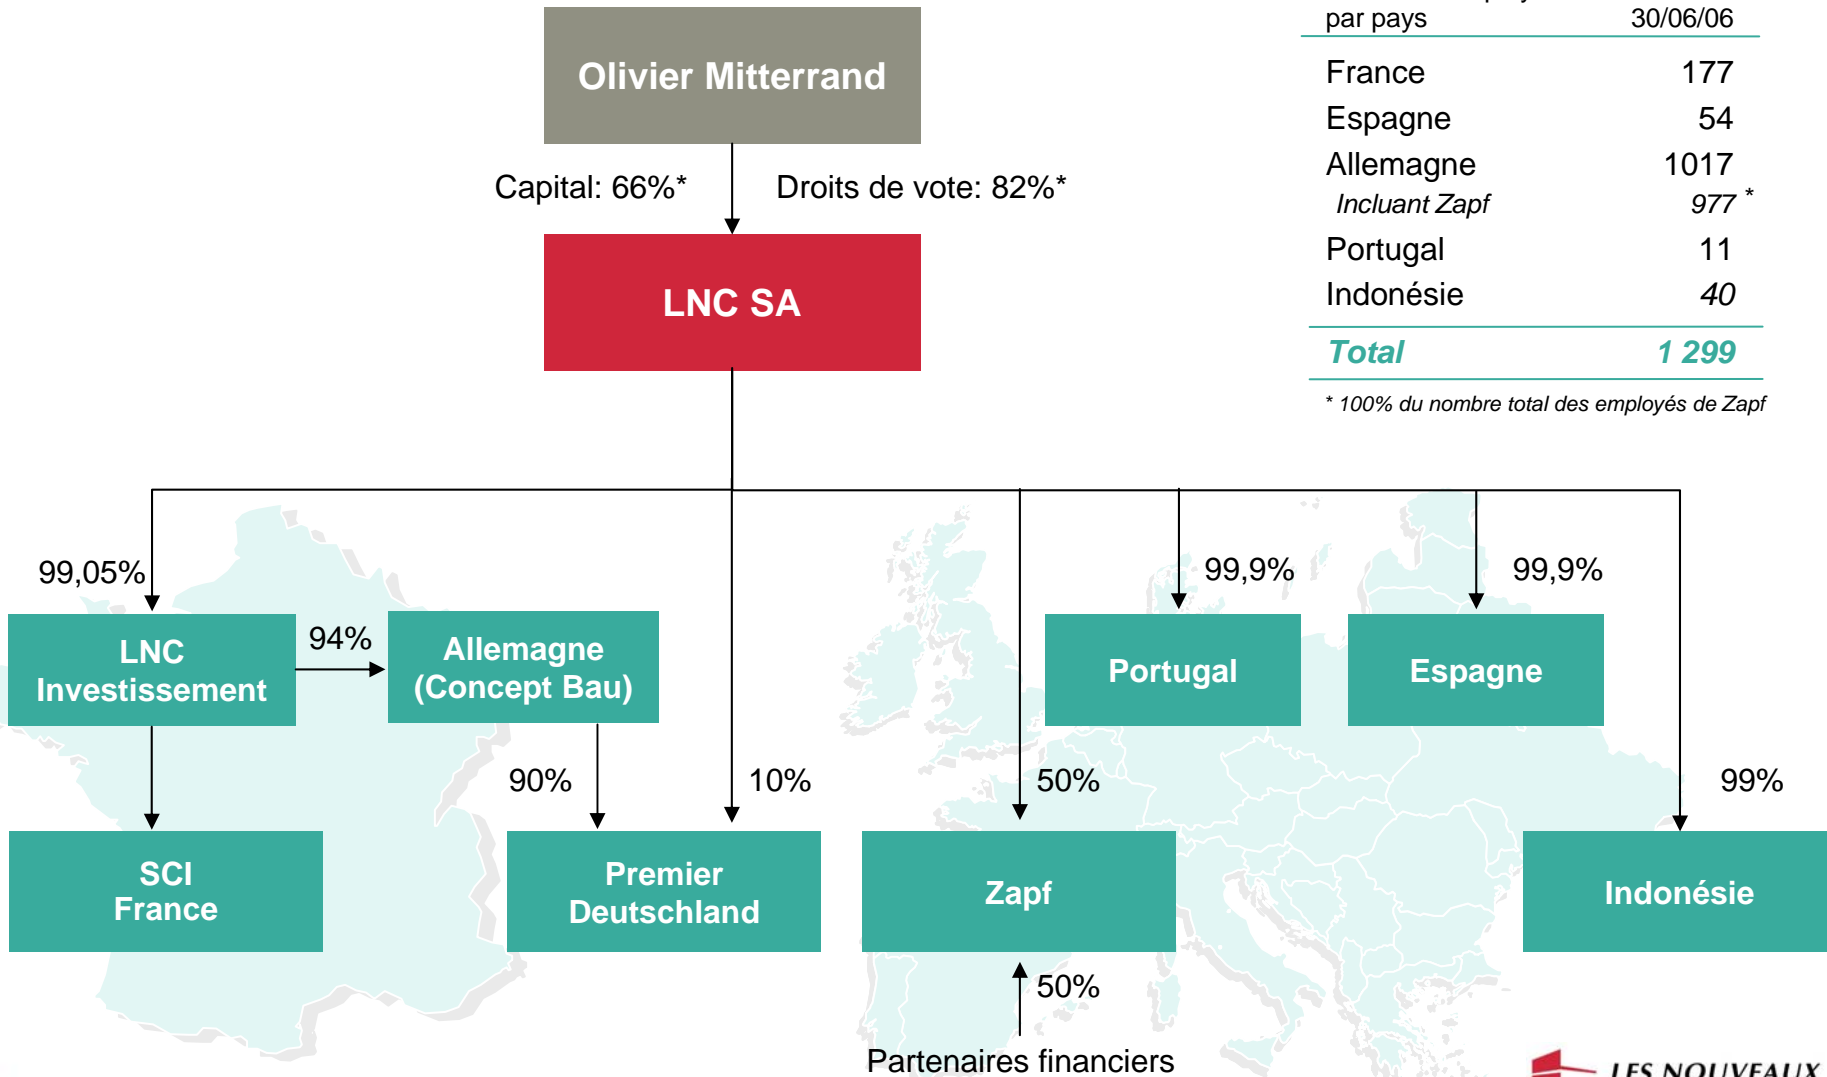 par pays 30/06/06
Olivier Mitterrand
France 177
Espagne 54
Allemagne 1017
Incluant Zapf 977 *
Portugal 11
Indonésie 40
Total 1 299
* 100% du nombre total des employés de Zapf
Capital: 66%* Droits de vote: 82%*
LNC SA
99,05%
99,9%
99,9%
LNC
Investissement
94%
Allemagne
(Concept Bau)
Portugal
Espagne
90%
10%
50%
99%
SCI
France
Premier
Deutschland
Zapf
Indonésie
50%
Partenaires financiers
LES NOUVEAUX